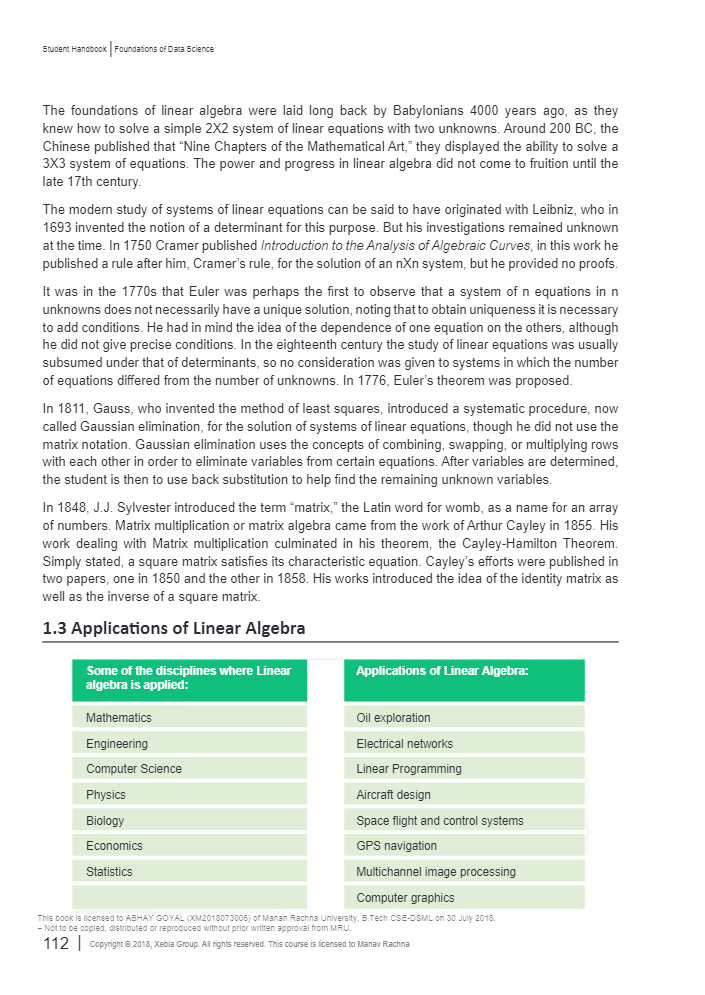 Student Handbook | Foundations of Data Science
The foundations of linear algebra were laid long back by Babylonians 4000 years ago, as they
knew how to solve a simple 2X2 system of linear equations with two unknowns. Around 200 BC, the
Chinese published that “Nine Chapters of the Mathematical Art,” they displayed the ability to solve a
3X3 system of equations. The power and progress in linear algebra did not come to fruition until the
late 17th century.
The modern study of systems of linear equations can be said to have originated with Leibniz, who in
1693 invented the notion of a determinant for this purpose. But his investigations remained unknown
at the time. In 1750 Cramer published Introduction to the Analysis of Algebraic Curves, in this work he
published a rule after him, Cramer’s rule, for the solution of an nXn system, but he provided no proofs.
It was in the 1770s that Euler was perhaps the first to observe that a system of n equations in n
unknowns does not necessarily have a unique solution, noting that to obtain uniqueness it is necessary
to add conditions. He had in mind the idea of the dependence of one equation on the others, although
he did not give precise conditions. In the eighteenth century the study of linear equations was usually
subsumed under that of determinants, so no consideration was given to systems in which the number
of equations differed from the number of unknowns. In 1776, Euler’s theorem was proposed.
In 1811, Gauss, who invented the method of least squares, introduced a systematic procedure, now
called Gaussian elimination, for the solution of systems of linear equations, though he did not use the
matrix notation. Gaussian elimination uses the concepts of combining, swapping, or multiplying rows
with each other in order to eliminate variables from certain equations. After variables are determined,
the student is then to use back substitution to help find the remaining unknown variables.
In 1848, J.J. Sylvester introduced the term “matrix,” the Latin word for womb, as a name for an array
of numbers. Matrix multiplication or matrix algebra came from the work of Arthur Cayley in 1855. His
work dealing with Matrix multiplication culminated in his theorem, the Cayley-Hamilton Theorem.
Simply stated, a square matrix satisfies its characteristic equation. Cayley’s efforts were published in
two papers, one in 1850 and the other in 1858. His works introduced the idea of the identity matrix as
well as the inverse of a square matrix.
1.3 Applications of Linear Algebra
Some of the disciplines where Linear
algebra is applied:
Applications of Linear Algebra:
Mathematics
Oil exploration
Engineering
Electrical networks
Computer Science
Linear Programming
Physics
Aircraft design
Biology
Space flight and control systems
Economics
GPS navigation
Statistics
Multichannel image processing
Computer graphics
This book is licensed to ABHAY GOYAL (XM2018073006) of Manan Rachna University, B.Tech CSE-DSML on 30 July 2018.
– Not to be copied, distributed or reproduced without prior written approval from MRU.
112 | Copyright © 2018, Xebia Group. All rights reserved. This course is licensed to Manav Rachna